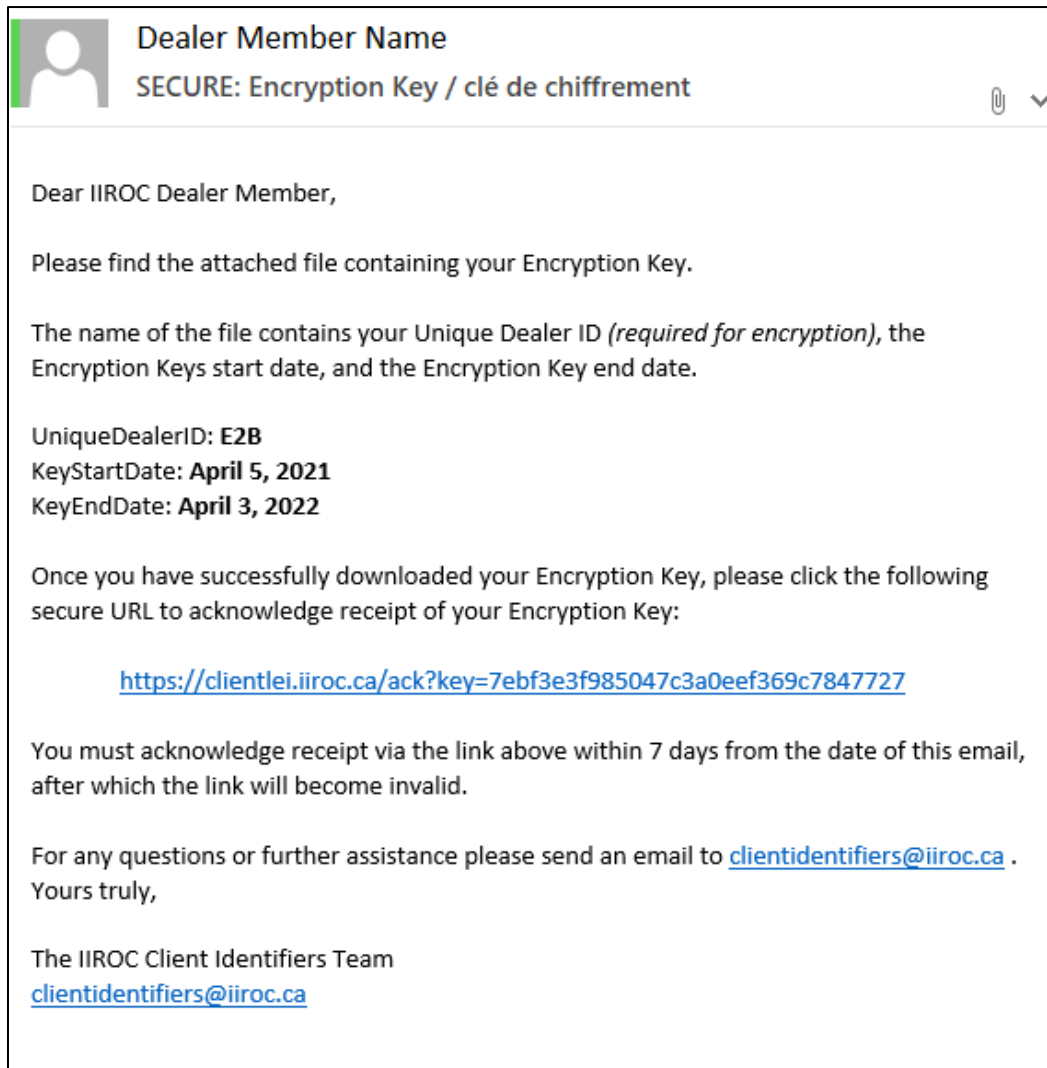 Dealer Member Name
SECURE: Encryption Key / clé de chiffrement
Dear IIROC Dealer Member,
Please find the attached file containing your Encryption Key.
The name of the file contains your Unique Dealer ID (required for encryption), the
Encryption Keys start date, and the Encryption Key end date.
UniqueDealerID: E2B
KeyStartDate: April 5, 2021
KeyEndDate: April 3, 2022
Once you have successfully downloaded your Encryption Key, please click the following
secure URL to acknowledge receipt of your Encryption Key:
https://clientlei.iiroc.ca/ack?key=7ebf3e3f985047c3a0eef369c7847727
You must acknowledge receipt via the link above within 7 days from the date of this email,
after which the link will become invalid.
For any questions or further assistance please send an email to clientidentifiers@iiroc.ca .
Yours truly,
The IIROC Client Identifiers Team
clientidentifiers@iiroc.ca